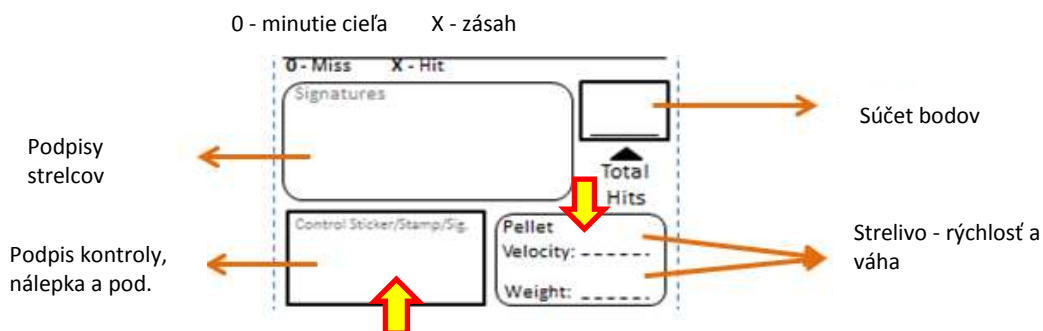 0 - minutie cieľa X - zásah
0 - Miss X - Hit
Signatures
Súčet bodov
Podpisy
strelcov
Total
Hits
Control Sticker/Stamp/Sig.
Pellet
Velocity: ------
Weight: ------
Podpis kontroly,
nálepka a pod.
Strelivo - rýchlosť a
váha